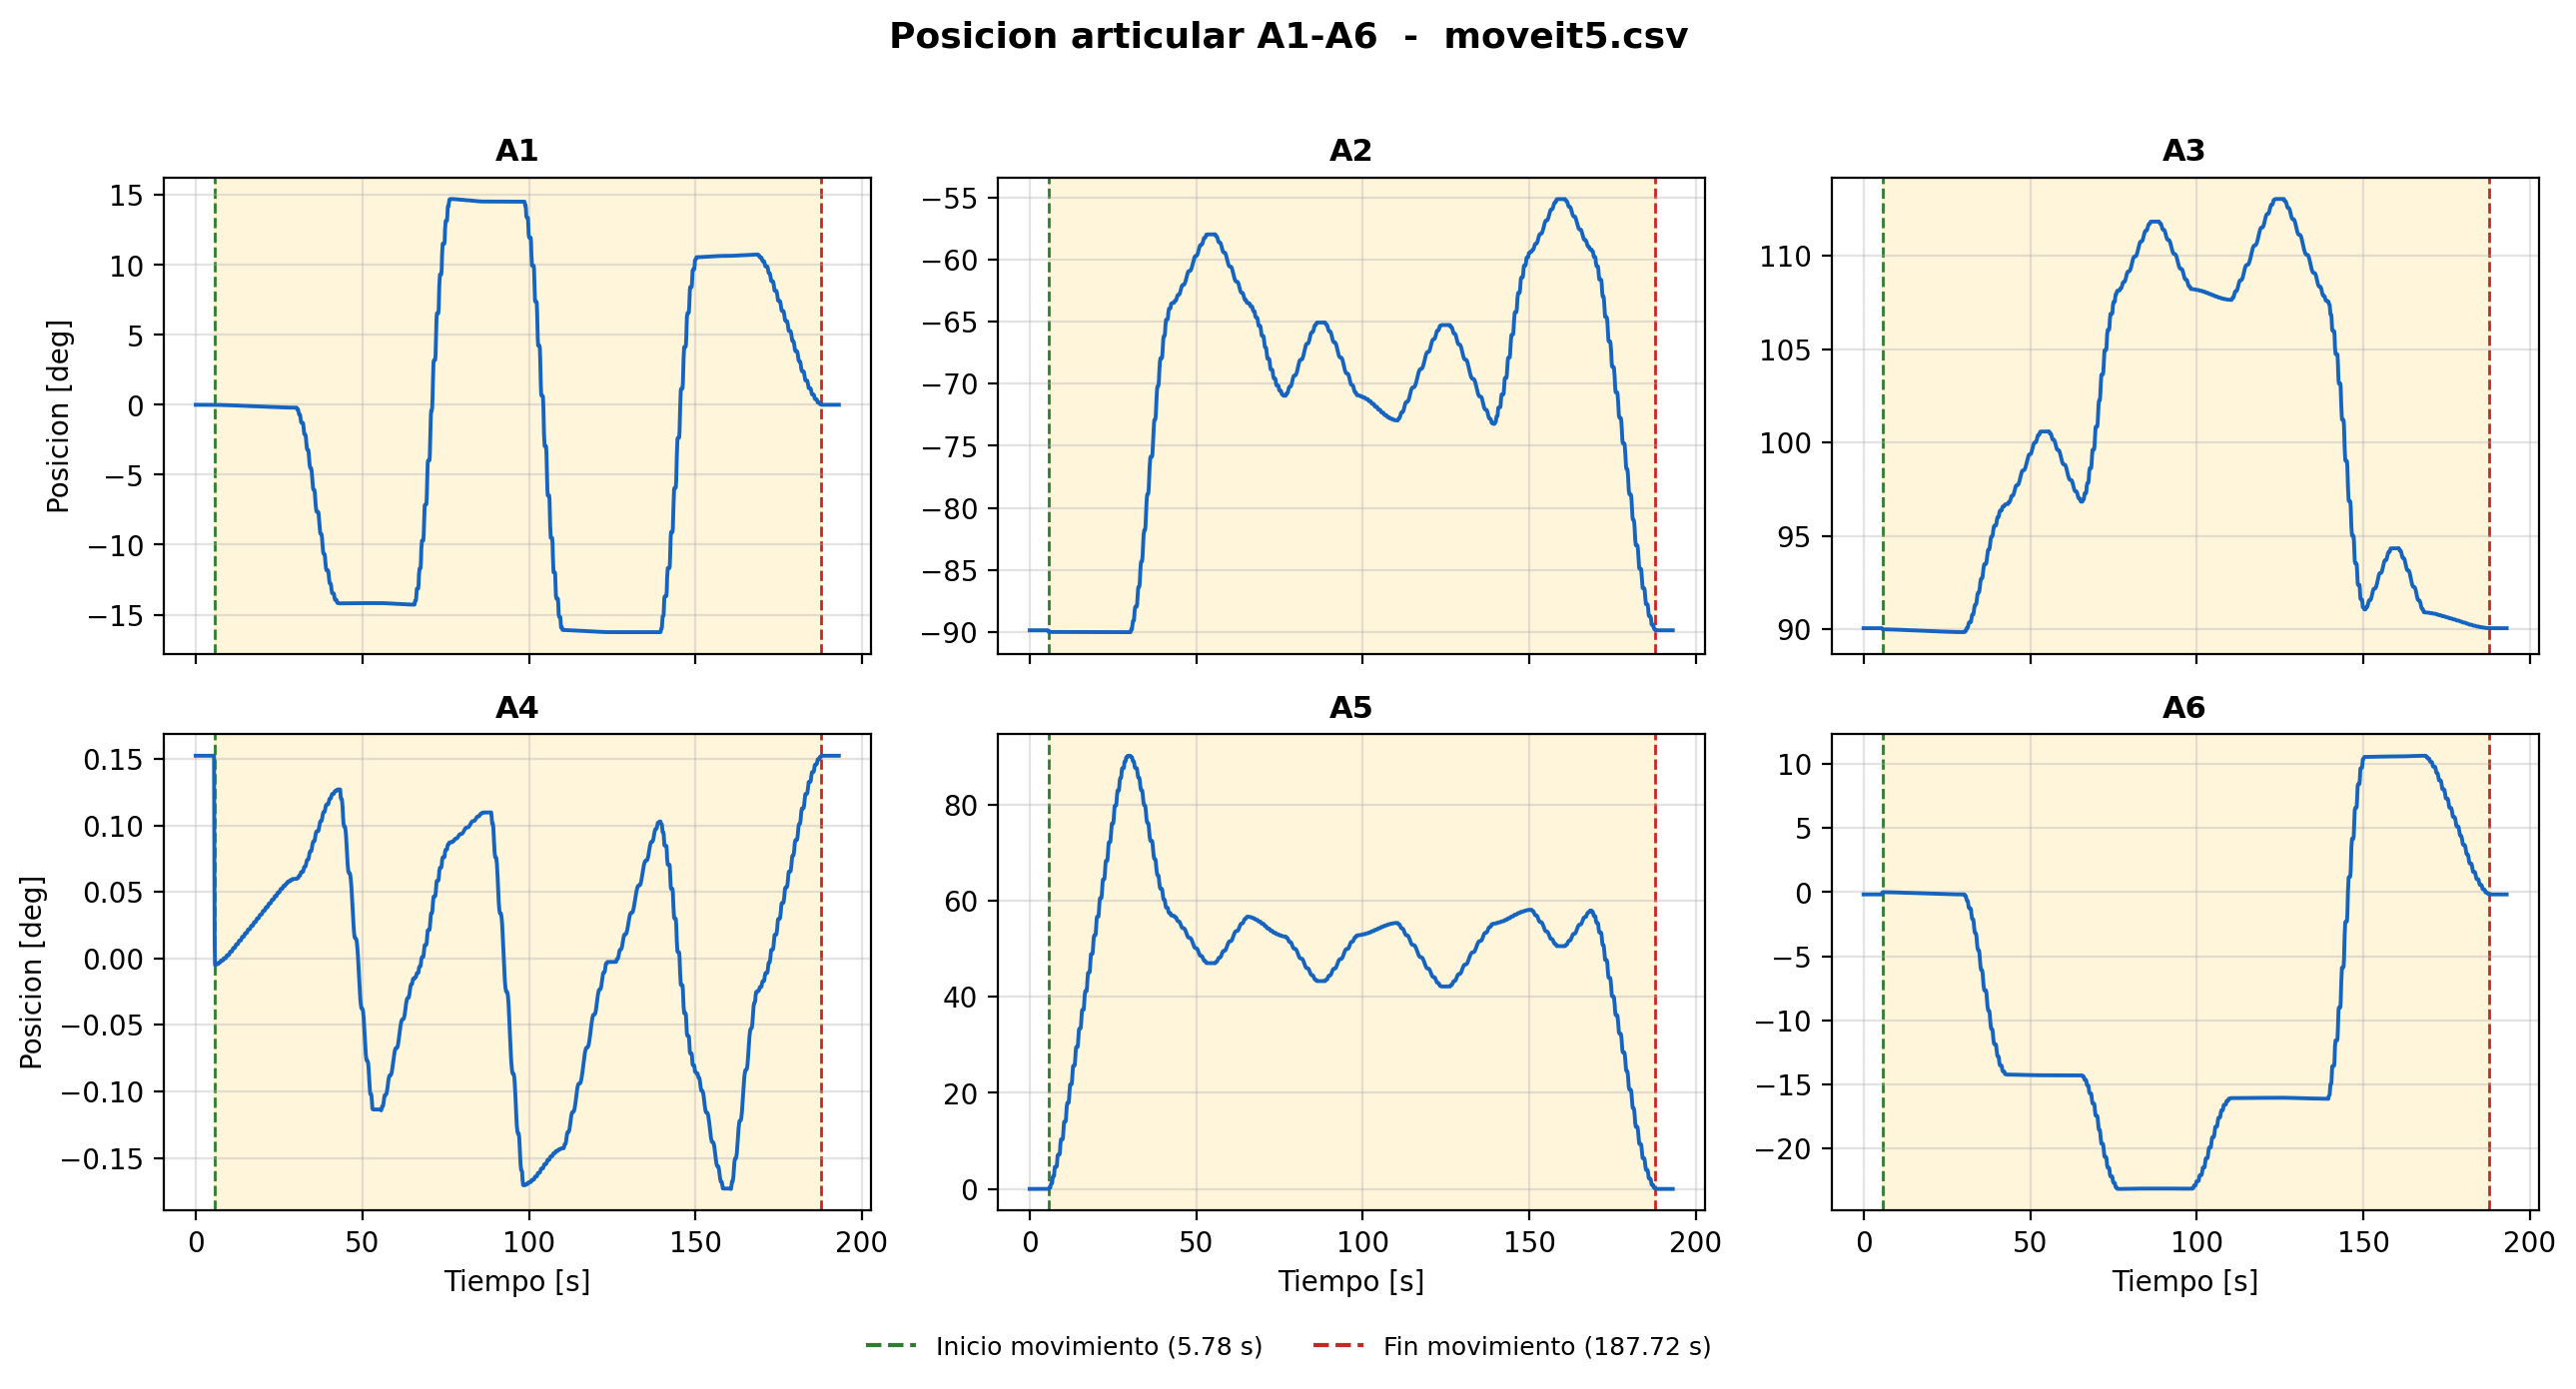 Posicion articular A1-A6  -  moveit5.csv
A1
A2
A3
Posicion [deg]
15
10
5
0
−5
−10
−15
−55
−60
−65
−70
−75
−80
−85
−90
110
105
100
95
90
A4
A5
A6
Posicion [deg]
0.15
0.10
0.05
0.00
−0.05
−0.10
−0.15
80
60
40
20
0
10
5
0
−5
−10
−15
−20
0 50 100 150 200
0 50 100 150 200
0 50 100 150 200
Tiempo [s]
Tiempo [s]
Tiempo [s]
Inicio movimiento (5.78 s)
Fin movimiento (187.72 s)